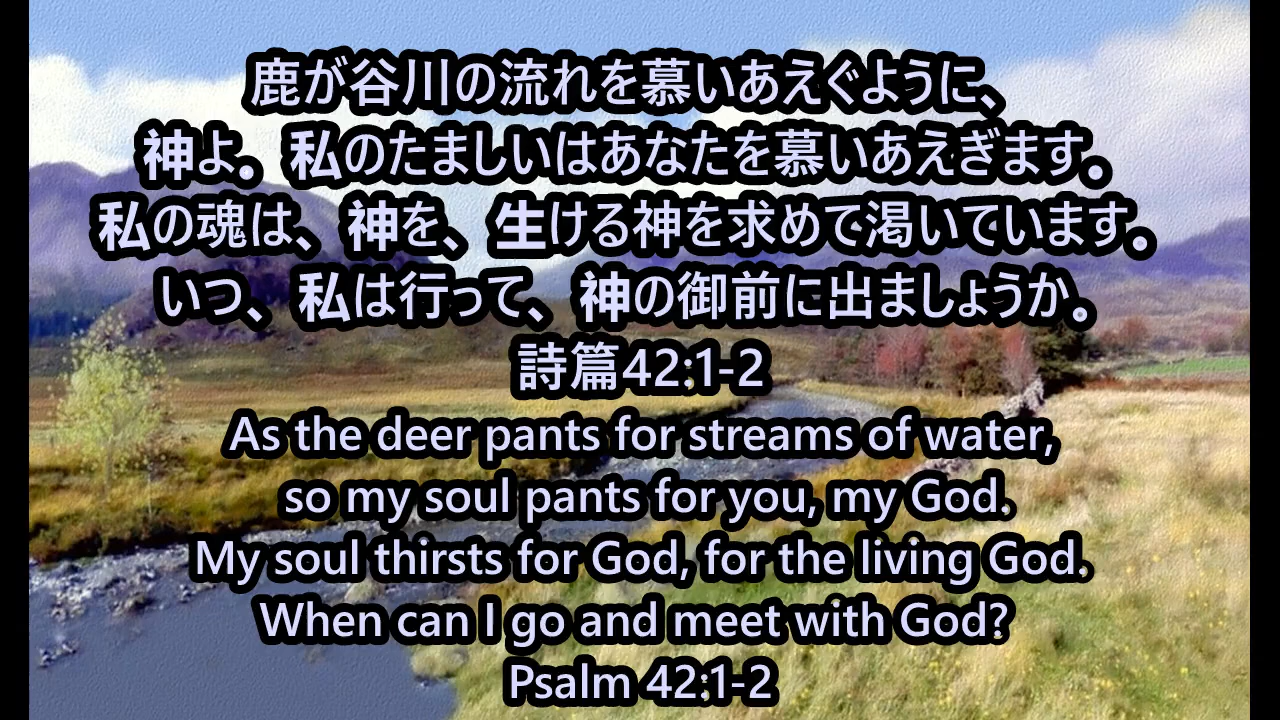 鹿が谷川の流れを慕いあえぐように、
神よ。私のたましいはあなたを慕いあえぎます。
私の魂は、神を、生ける神を求めて渇いています。
いつ、私は行って、神の御前に出ましょうか。
詩篇42:1-2
As the deer pants for streams of water,
so my soul pants for you, my God.
My soul thirsts for God, for the living God.
When can I go and meet with God?
Psalm 42:1-2